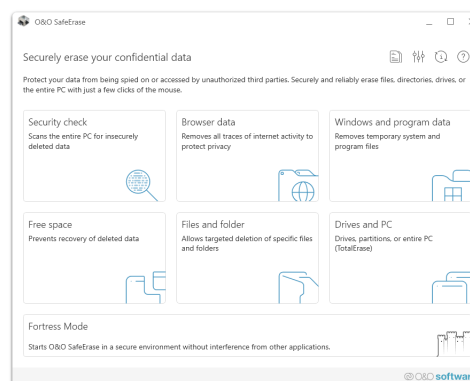 O&O SafeErase
Securely erase your confidential data
Protect your data from being spied on or accessed by unauthorized third parties. Securely and reliably erase files, directories, drives, or
the entire PC with just a few clicks of the mouse.
Security check
Scans the entire PC for insecurely
deleted data
Browser data
Removes all traces of internet activity to
protect privacy
Windows and program data
Removes temporary system and
program files
Free space
Prevents recovery of deleted data
Files and folder
Allows targeted deletion of specific files
and folders
Drives and PC
Drives, partitions, or entire PC
(TotalErase)
Fortress Mode
Starts O&O SafeErase in a secure environment without interference from other applications.
O&O softwar